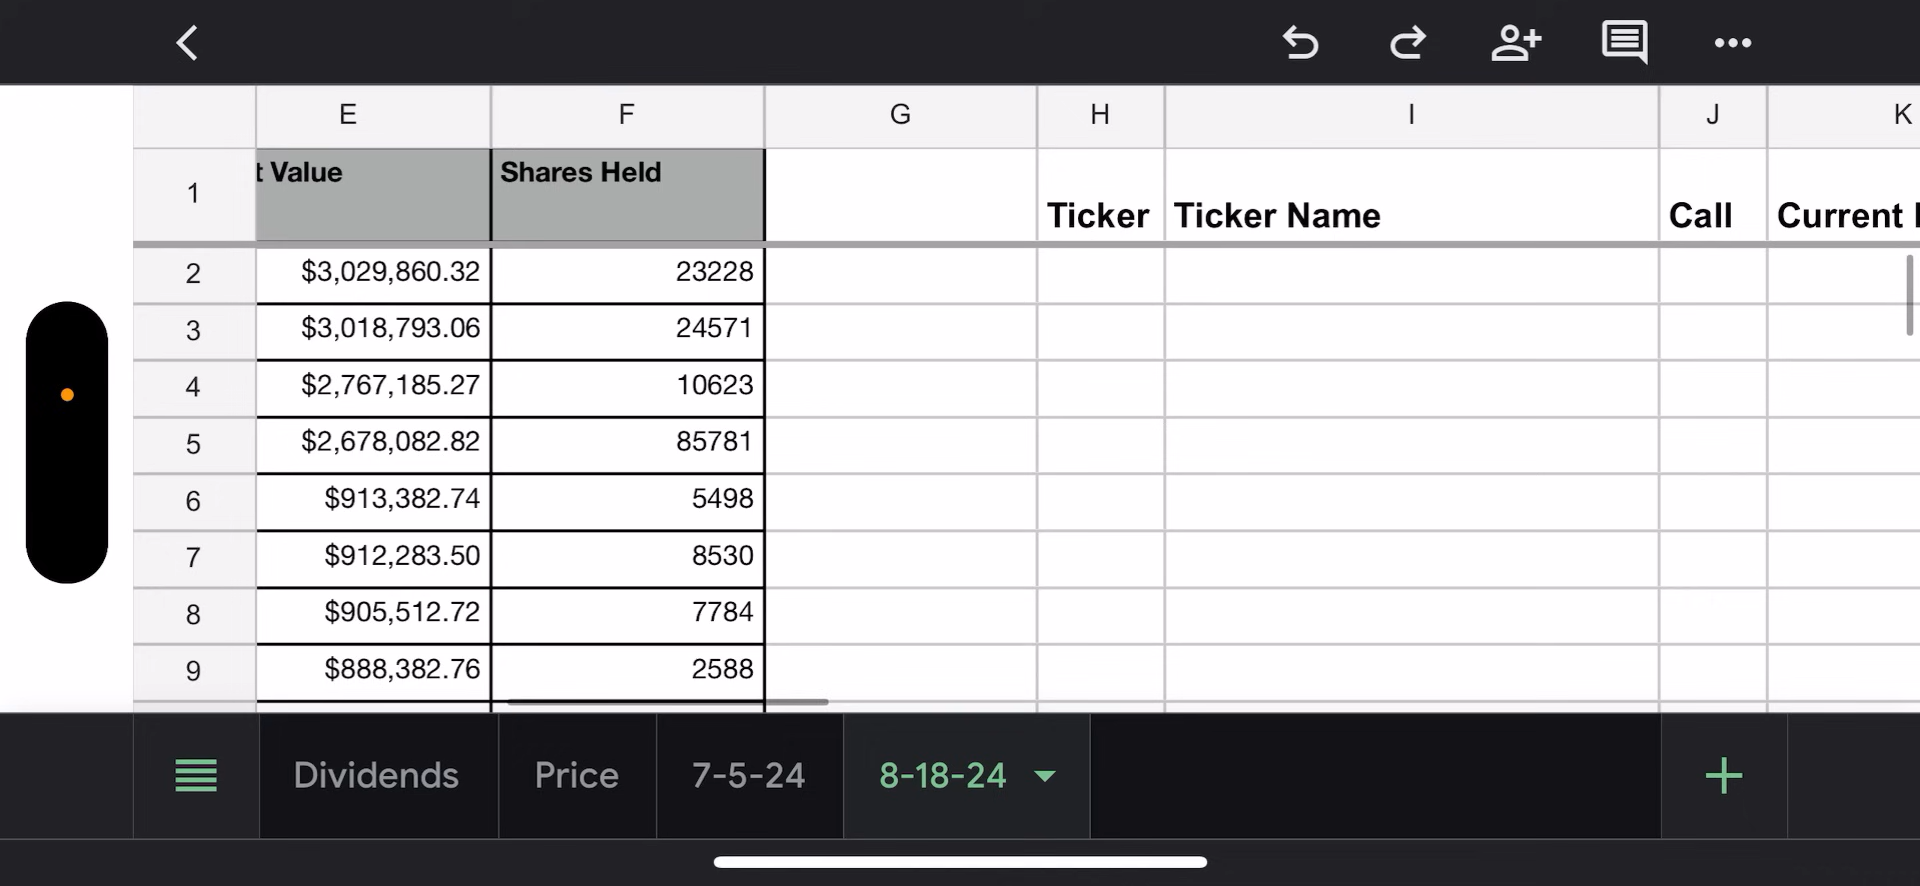 E F G H I J K
1 t Value Shares Held Ticker Ticker Name Call Current
2 $3,029,860.32 23228
3 $3,018,793.06 24571
4 $2,767,185.27 10623
5 $2,678,082.82 85781
6 $913,382.74 5498
7 $912,283.50 8530
8 $905,512.72 7784
9 $888,382.76 2588
Dividends Price 7-5-24 8-18-24